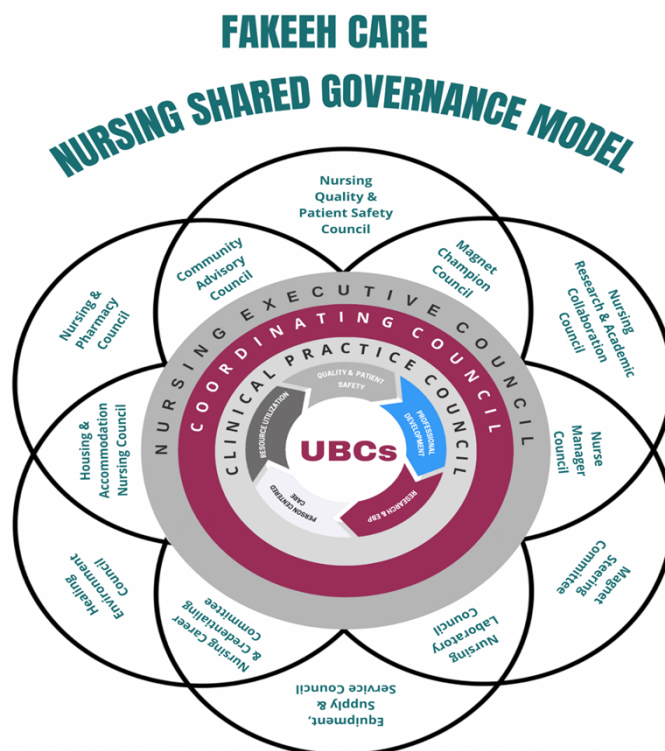 FAKEEH CARE
NURSING SHARED GOVERNANCE MODEL
Nursing
Quality &
Patient Safety
Council
Community
Advisory
Council
Magnet
Champion
Council
Nursing &
Pharmacy
Council
Nursing
Research & Academic
Collaboration
Council
NURSING EXECUTIVE COUNCIL
COORDINATING COUNCIL
CLINICAL PRACTICE COUNCIL
QUALITY & PATIENT
SAFETY
PROFESSIONAL
DEVELOPMENT
RESEARCH & EBP
PERSON CENTERED
CARE
RESOURCE UTILIZATION
UBCs
Housing &
Accommodation
Nursing Council
Nurse
Manager
Council
Healing
Environment
Council
Magnet
Steering
Committee
Nursing Career
& Credentialing
Committee
Nursing
Laboratory
Council
Equipment,
Supply &
Service Council